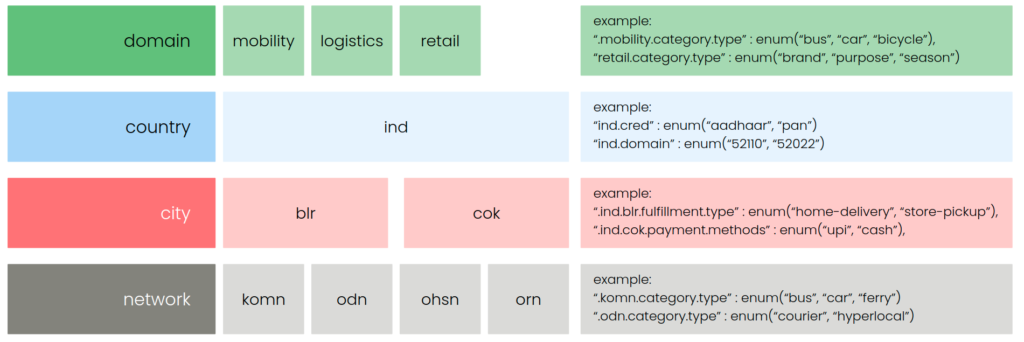 domain
mobility
logistics
retail
example:
“.mobility.category.type” : enum(“bus”, “car”, “bicycle”),
“retail.category.type” : enum(“brand”, “purpose”, “season”)
country
ind
example:
“ind.cred” : enum(“aadhaar”, “pan”)
“ind.domain” : enum(“52110”, “52022”)
city
blr
cok
example:
“.ind.blr.fulfillment.type” : enum(“home-delivery”, “store-pickup”),
“.ind.cok.payment.methods” : enum(“upi”, “cash”),
network
komn
odn
ohsn
orn
example:
“.komn.category.type” : enum(“bus”, “car”, “ferry”)
“.odn.category.type” : enum(“courier”, “hyperlocal”)